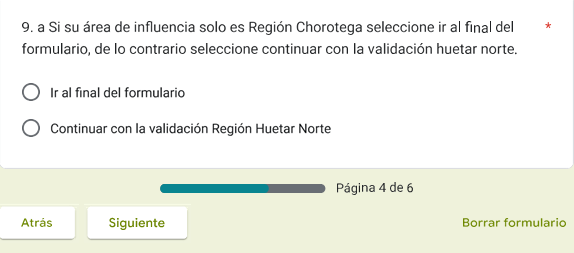 9. a Si su área de influencia solo es Región Chorotega seleccione ir al final del *
formulario, de lo contrario seleccione continuar con la validación huetar norte.
Ir al final del formulario
Continuar con la validación Región Huetar Norte
Página 4 de 6
Atrás Siguiente Borrar formulario